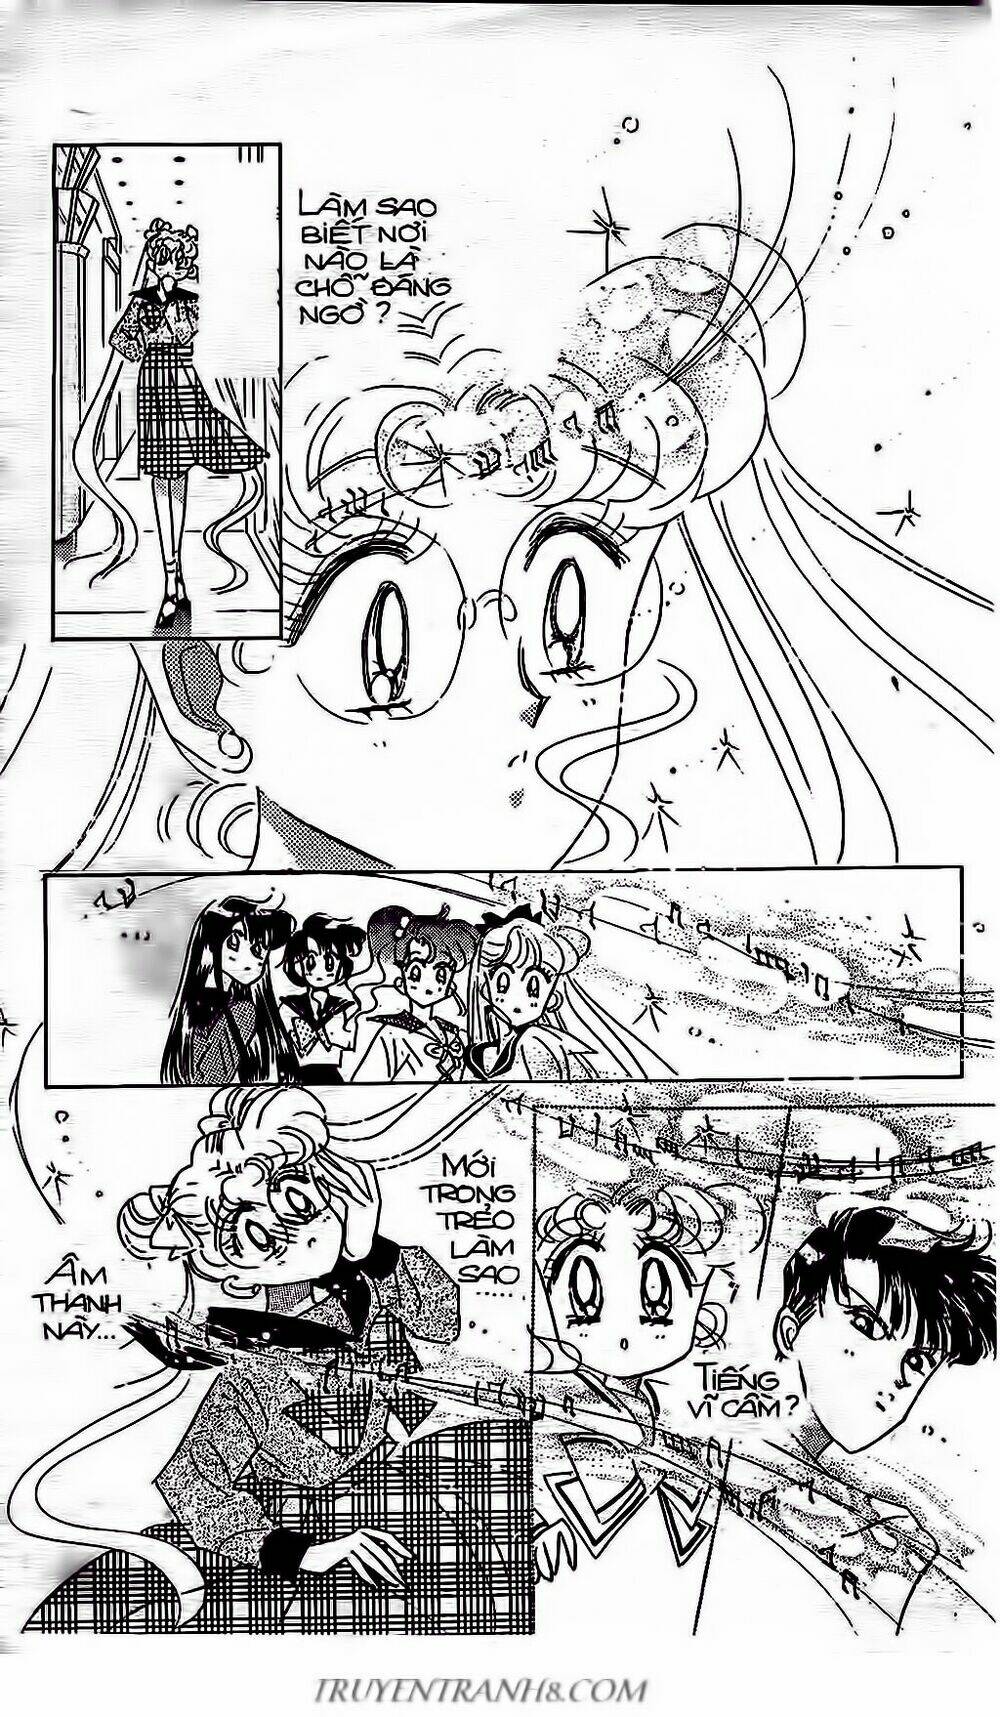 LÀM SAO
BIẾT NƠI
NÀO LÀ
CHỖ ĐÁNG
NGỜ?
MỚI
TRONG
TRẺO
LÀM
SAO
......
ÂM
THANH
NÀY...
TIẾNG
VĨ CẦM?
TRUYENTRANH8.COM